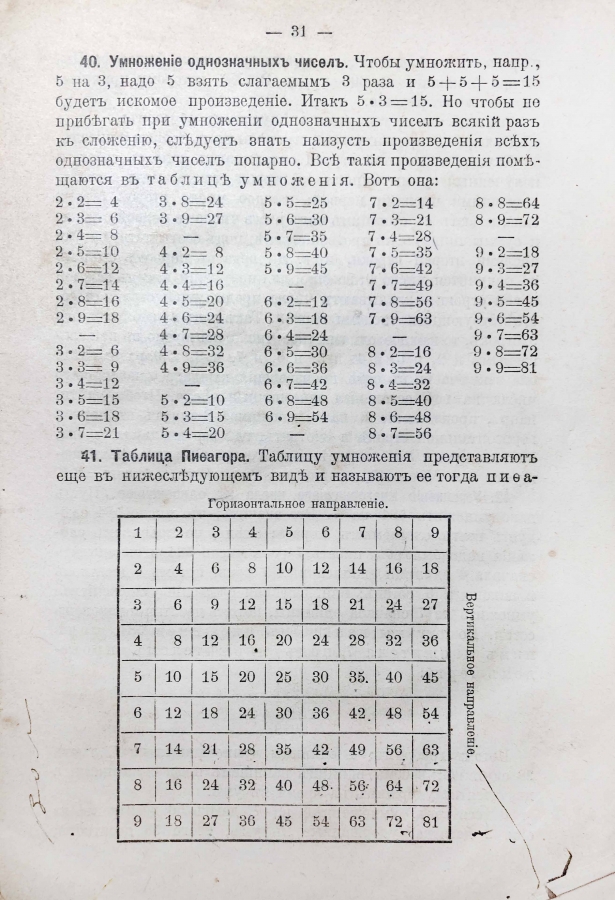 — 31 —
40. Умноженіе однозначныхъ чиселъ. Чтобы умножить, напр.,
5 на 3, надо 5 взять слагаемымъ 3 раза и 5+5+5=15
будетъ искомое произведеніе. Итакъ 5•3=15. Но чтобы не
прибѣгать при умноженіи однозначныхъ чиселъ всякій разъ
къ сложенію, слѣдуетъ знать наизусть произведенія всѣхъ
однозначныхъ чиселъ попарно. Всѣ такія произведенія помѣ-
щаются въ таблицѣ умноженія. Вотъ она:
2•2= 4 3•8=24 5•5=25 7•2=14 8•8=64
2•3= 6 3•9=27 5•6=30 7•3=21 8•9=72
2•4= 8 — 5•7=35 7•4=28 —
2•5=10 4•2= 8 5•8=40 7•5=35 9•2=18
2•6=12 4•3=12 5•9=45 7•6=42 9•3=27
2•7=14 4•4=16 — 7•7=49 9•4=36
2•8=16 4•5=20 6•2=12 7•8=56 9•5=45
2•9=18 4•6=24 6•3=18 7•9=63 9•6=54
— 4•7=28 6•4=24 — 9•7=63
3•2= 6 4•8=32 6•5=30 8•2=16 9•8=72
3•3= 9 4•9=36 6•6=36 8•3=24 9•9=81
3•4=12 — 6•7=42 8•4=32
3•5=15 5•2=10 6•8=48 8•5=40
3•6=18 5•3=15 6•9=54 8•6=48
3•7=21 5•4=20 — 8•7=56
41. Таблица Пиѳагора. Таблицу умноженія представляютъ
еще въ нижеслѣдующемъ видѣ и называютъ ее тогда пиѳа-
Горизонтальное направленіе.
1 2 3 4 5 6 7 8 9
2 4 6 8 10 12 14 16 18
3 6 9 12 15 18 21 24 27
4 8 12 16 20 24 28 32 36
5 10 15 20 25 30 35 40 45
6 12 18 24 30 36 42 48 54
7 14 21 28 35 42 49 56 63
8 16 24 32 40 48 56 64 72
9 18 27 36 45 54 63 72 81
Вертикальное направленіе.